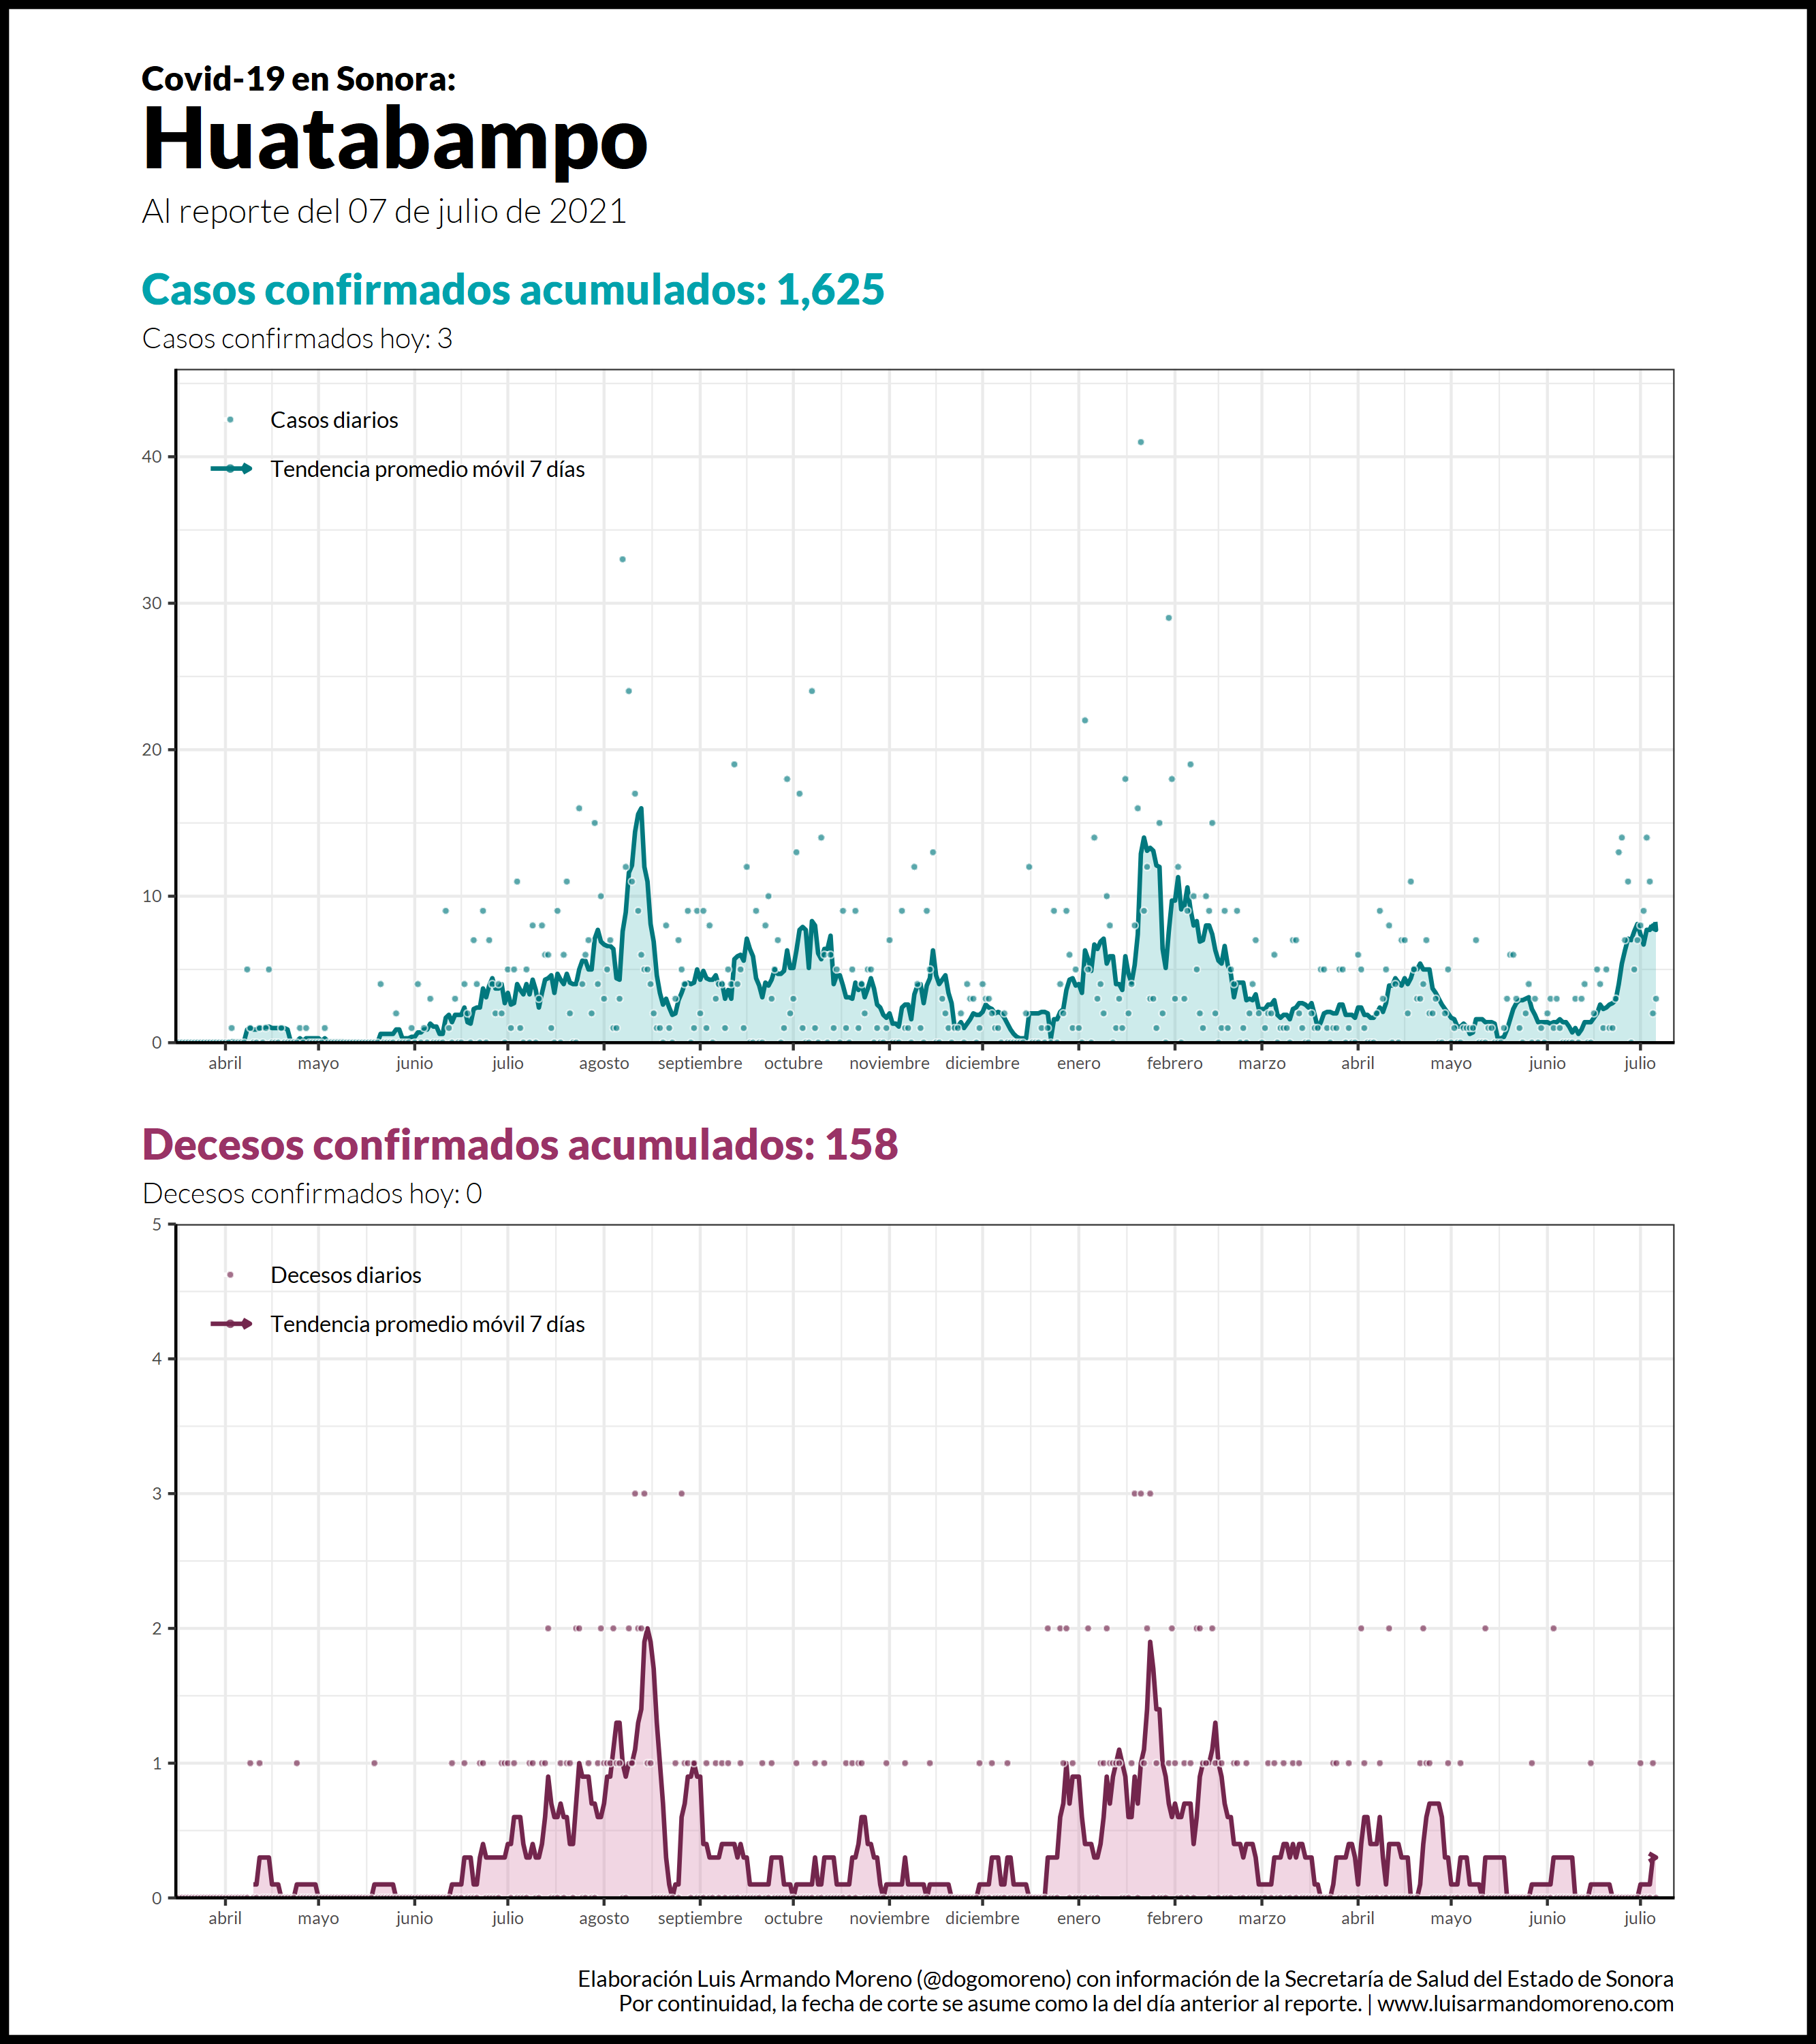 Covid-19 en Sonora:
Huatabampo
Al reporte del 07 de julio de 2021
Casos confirmados acumulados: 1,625
Casos confirmados hoy: 3
Casos diarios
Tendencia promedio móvil 7 días
40
30
20
10
0
abril mayo junio julio agosto septiembre octubre noviembre diciembre enero febrero marzo abril mayo junio julio
Decesos confirmados acumulados: 158
Decesos confirmados hoy: 0
5
Decesos diarios
Tendencia promedio móvil 7 días
4
3
2
1
0
abril mayo junio julio agosto septiembre octubre noviembre diciembre enero febrero marzo abril mayo junio julio
Elaboración Luis Armando Moreno (@dogomoreno) con información de la Secretaría de Salud del Estado de Sonora
Por continuidad, la fecha de corte se asume como la del día anterior al reporte. | www.luisarmandomoreno.com